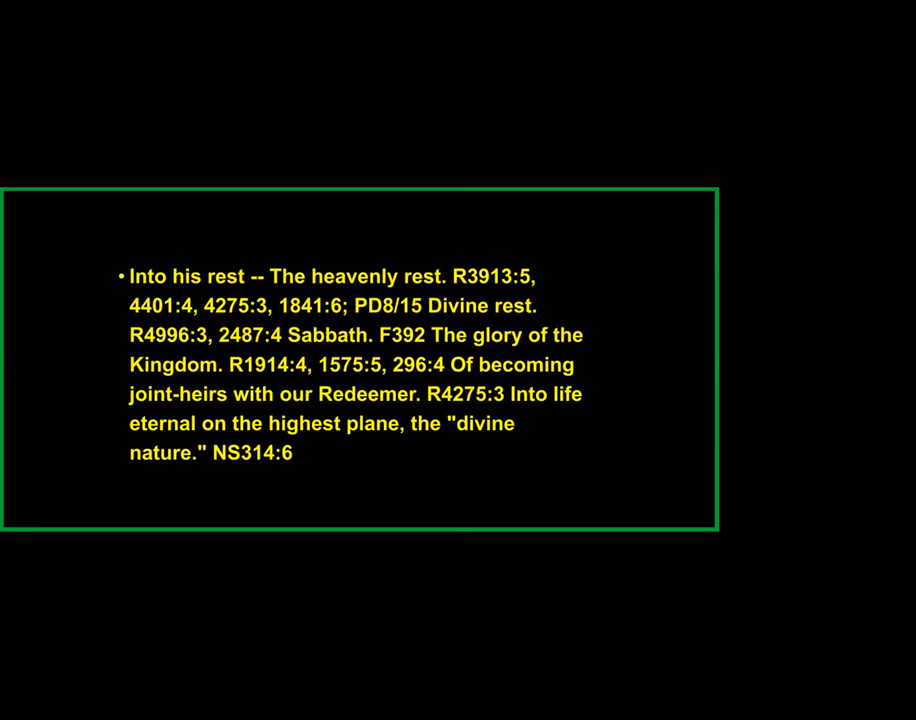 • Into his rest -- The heavenly rest. R3913:5,
4401:4, 4275:3, 1841:6; PD8/15 Divine rest.
R4996:3, 2487:4 Sabbath. F392 The glory of the
Kingdom. R1914:4, 1575:5, 296:4 Of becoming
joint-heirs with our Redeemer. R4275:3 Into life
eternal on the highest plane, the "divine
nature." NS314:6